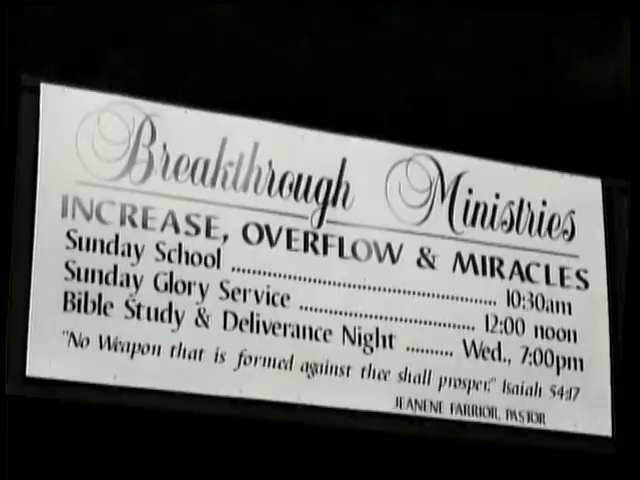 Breakthrough Ministries
INCREASE, OVERFLOW & MIRACLES
Sunday School .......................................... 10:30am
Sunday Glory Service ........................... 12:00 noon
Bible Study & Deliverance Night .......... Wed., 7:00pm
"No Weapon that is formed against thee shall prosper." Isaiah 54:17
JEANENE FARRIOR, PASTOR